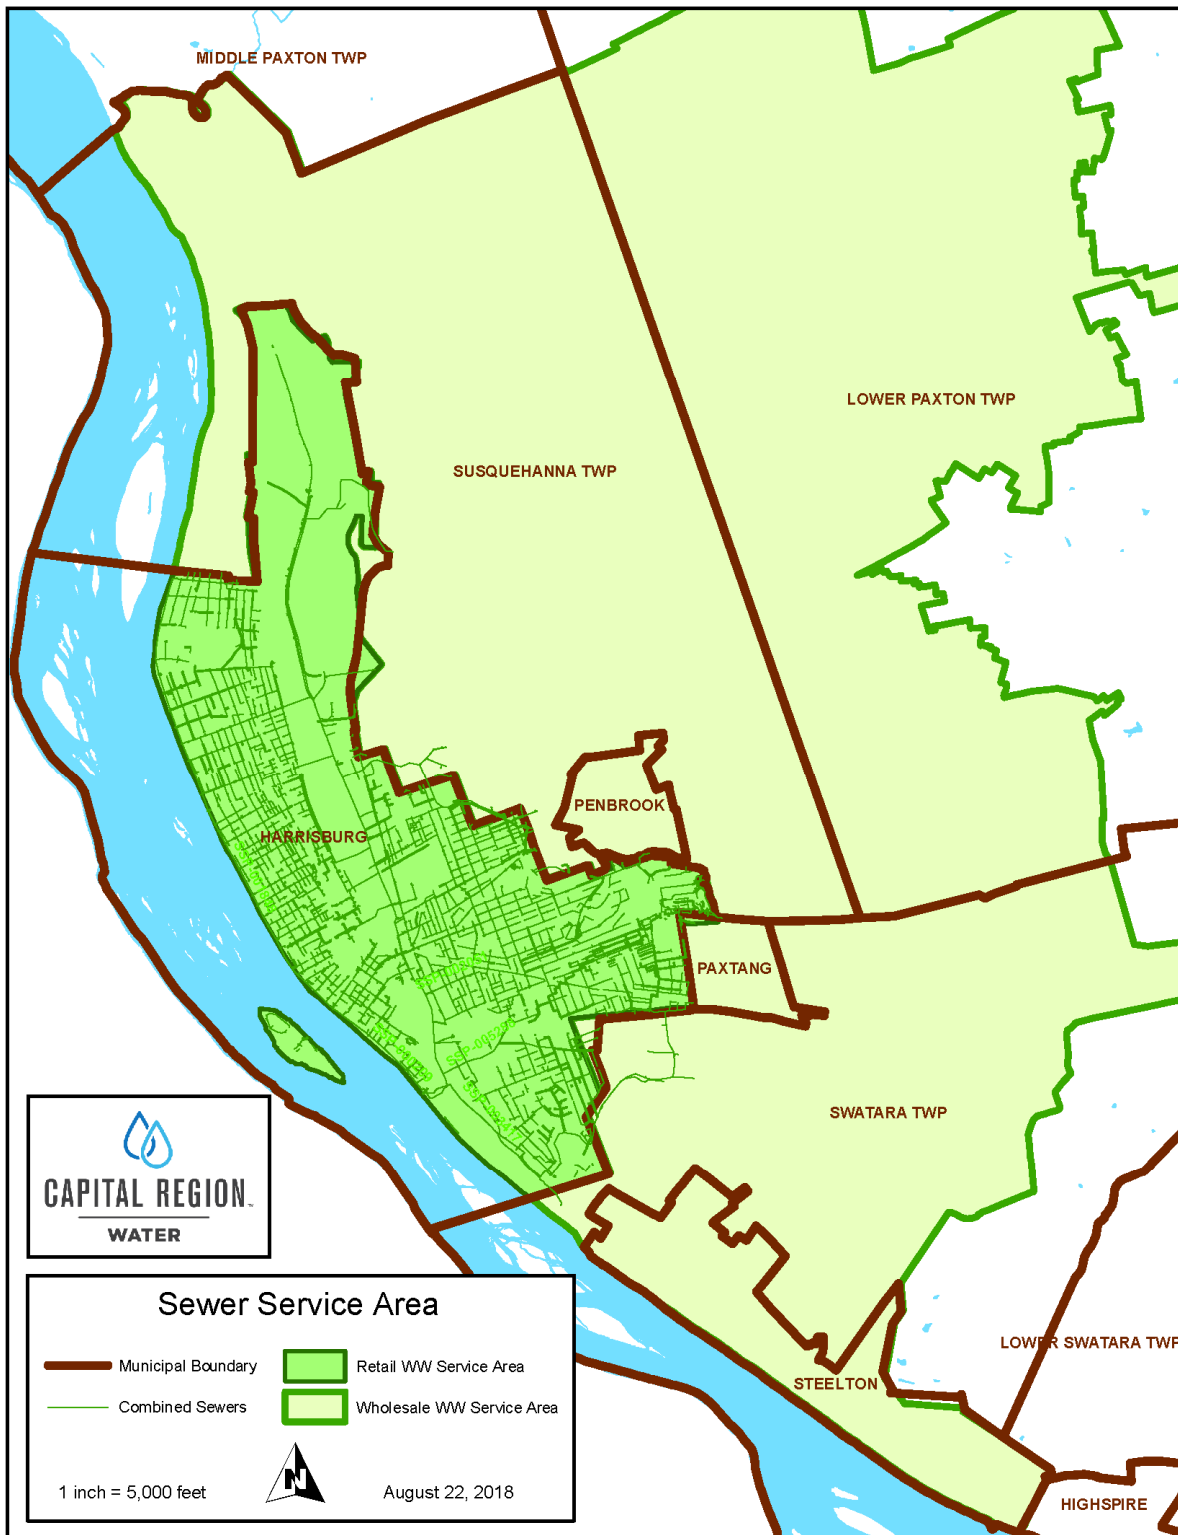 MIDDLE PAXTON TWP
LOWER PAXTON TWP
SUSQUEHANNA TWP
PENBROOK
HARRISBURG
PAXTANG
SWATARA TWP
CAPITAL REGION™
WATER
Sewer Service Area
Municipal Boundary
Retail WW Service Area
Combined Sewers
Wholesale WW Service Area
N
1 inch = 5,000 feet
August 22, 2018
LOWER SWATARA TWP
STEELTON
HIGHSPIRE